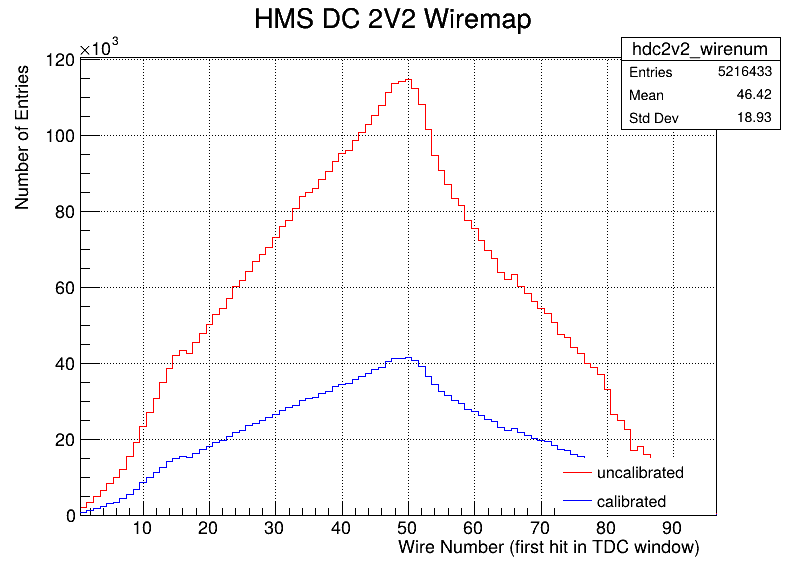 HMS DC 2V2 Wiremap
×10³
hdc2v2_wirenum
Entries 5216433
Mean 46.42
Std Dev 18.93
Number of Entries
120
100
80
60
40
20
0
uncalibrated
calibrated
10 20 30 40 50 60 70 80 90
Wire Number (first hit in TDC window)